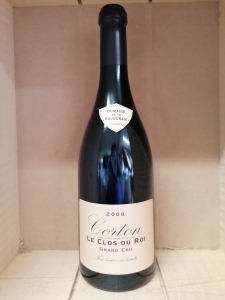 DOMAINE
DE LA
VOUGERAIE
2008
Corton
LE CLOS DU ROI
GRAND CRU